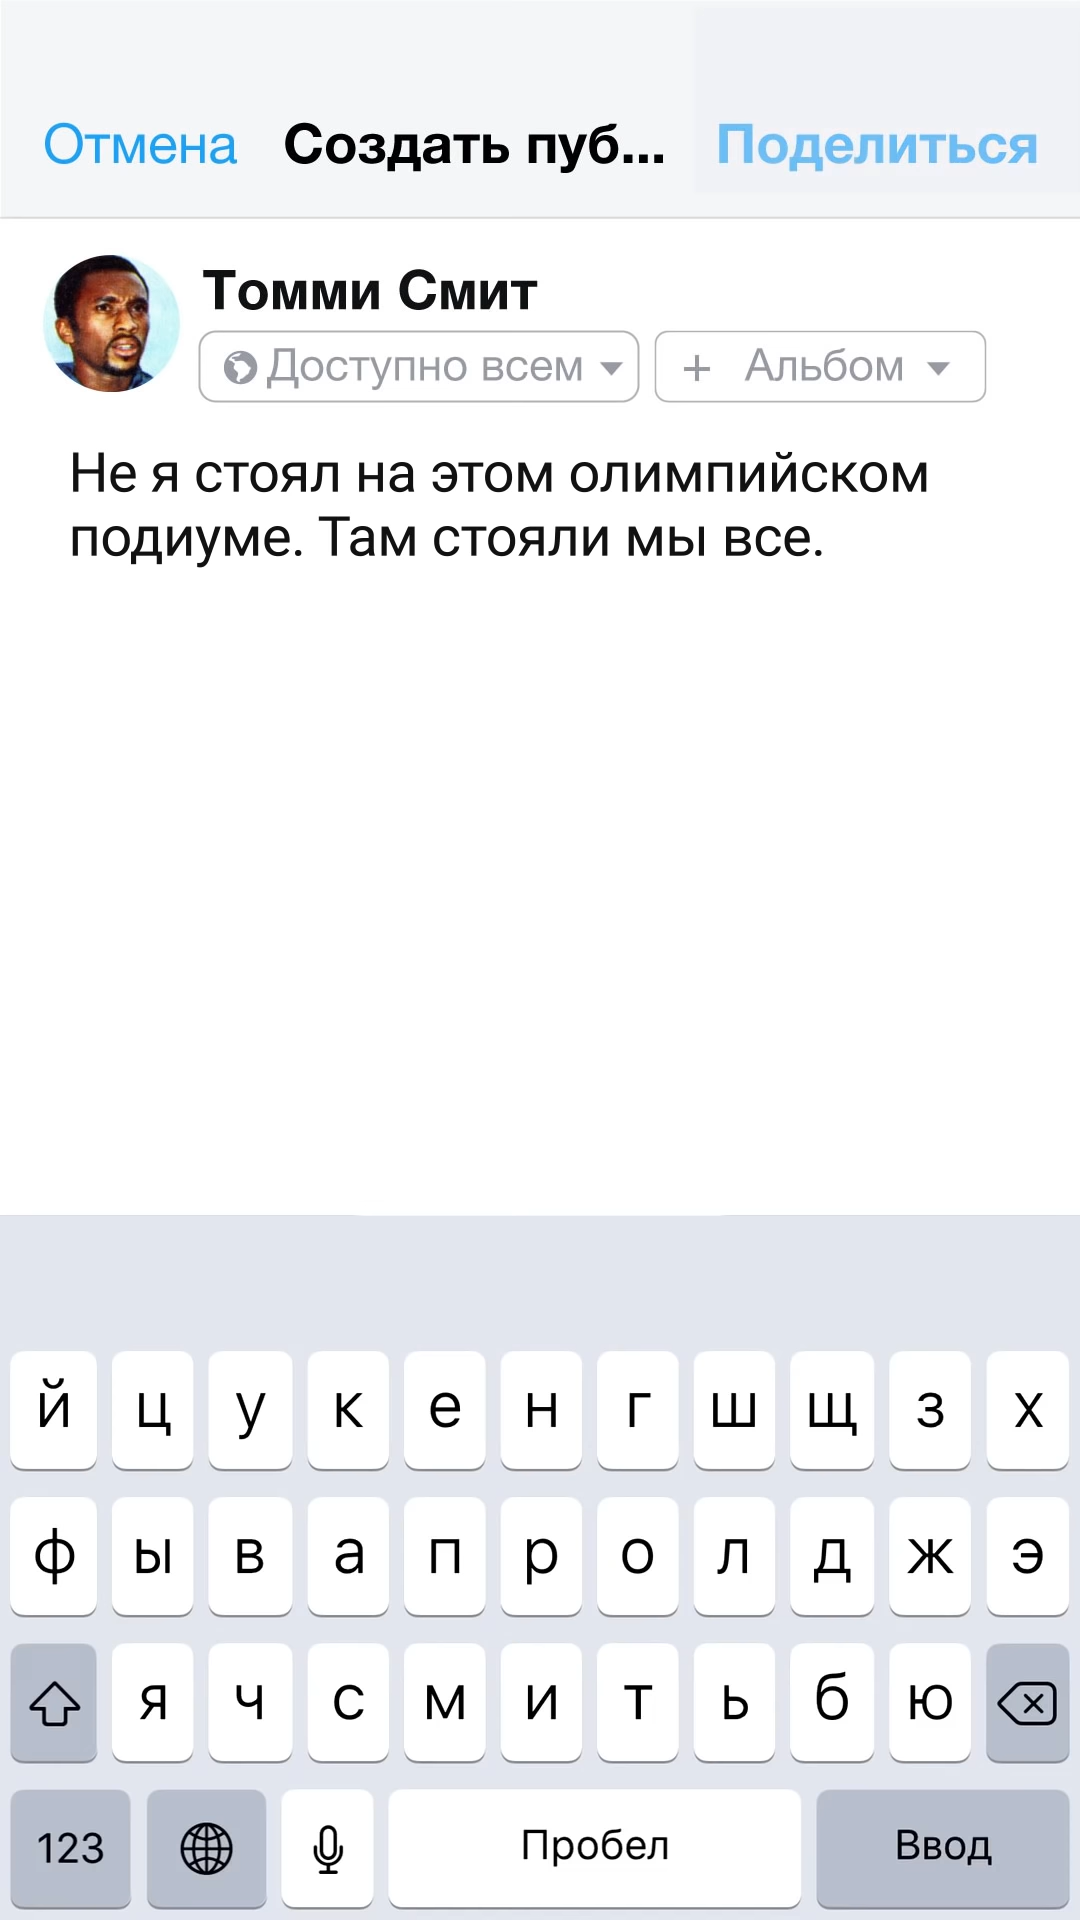 Отмена Создать пуб... Поделиться
Томми Смит
Доступно всем + Альбом
Не я стоял на этом олимпийском
подиуме. Там стояли мы все.
й ц у к е н г ш щ з х
ф ы в а п р о л д ж э
я ч с м и т ь б ю
123 Пробел Ввод